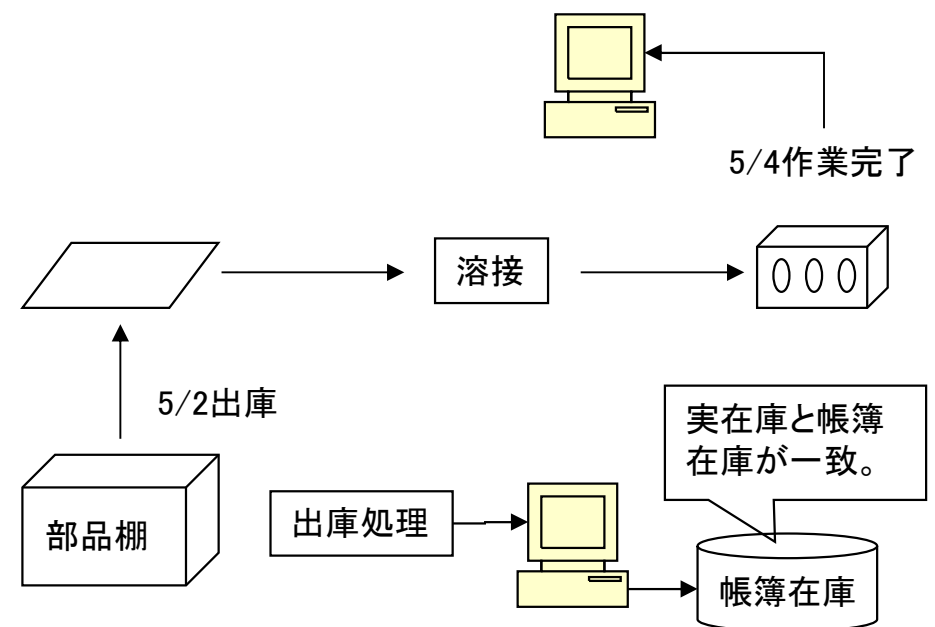 5/4作業完了
溶接
5/2出庫
実在庫と帳簿
在庫が一致。
部品棚
出庫処理
帳簿在庫